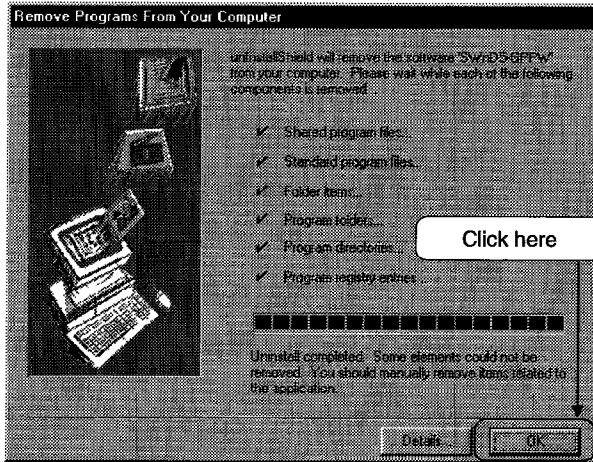 Remove Programs From Your Computer
unInstallShield will remove the software 'SWnD5-GPPW'
from your computer. Please wait while each of the following
components is removed
✔ Shared program files...
✔ Standard program files...
✔ Folder items...
✔ Program folders...
✔ Program directories...
✔ Program registry entries...
Click here
Uninstall completed. Some elements could not be
removed. You should manually remove items related to
the application.
Details...
OK